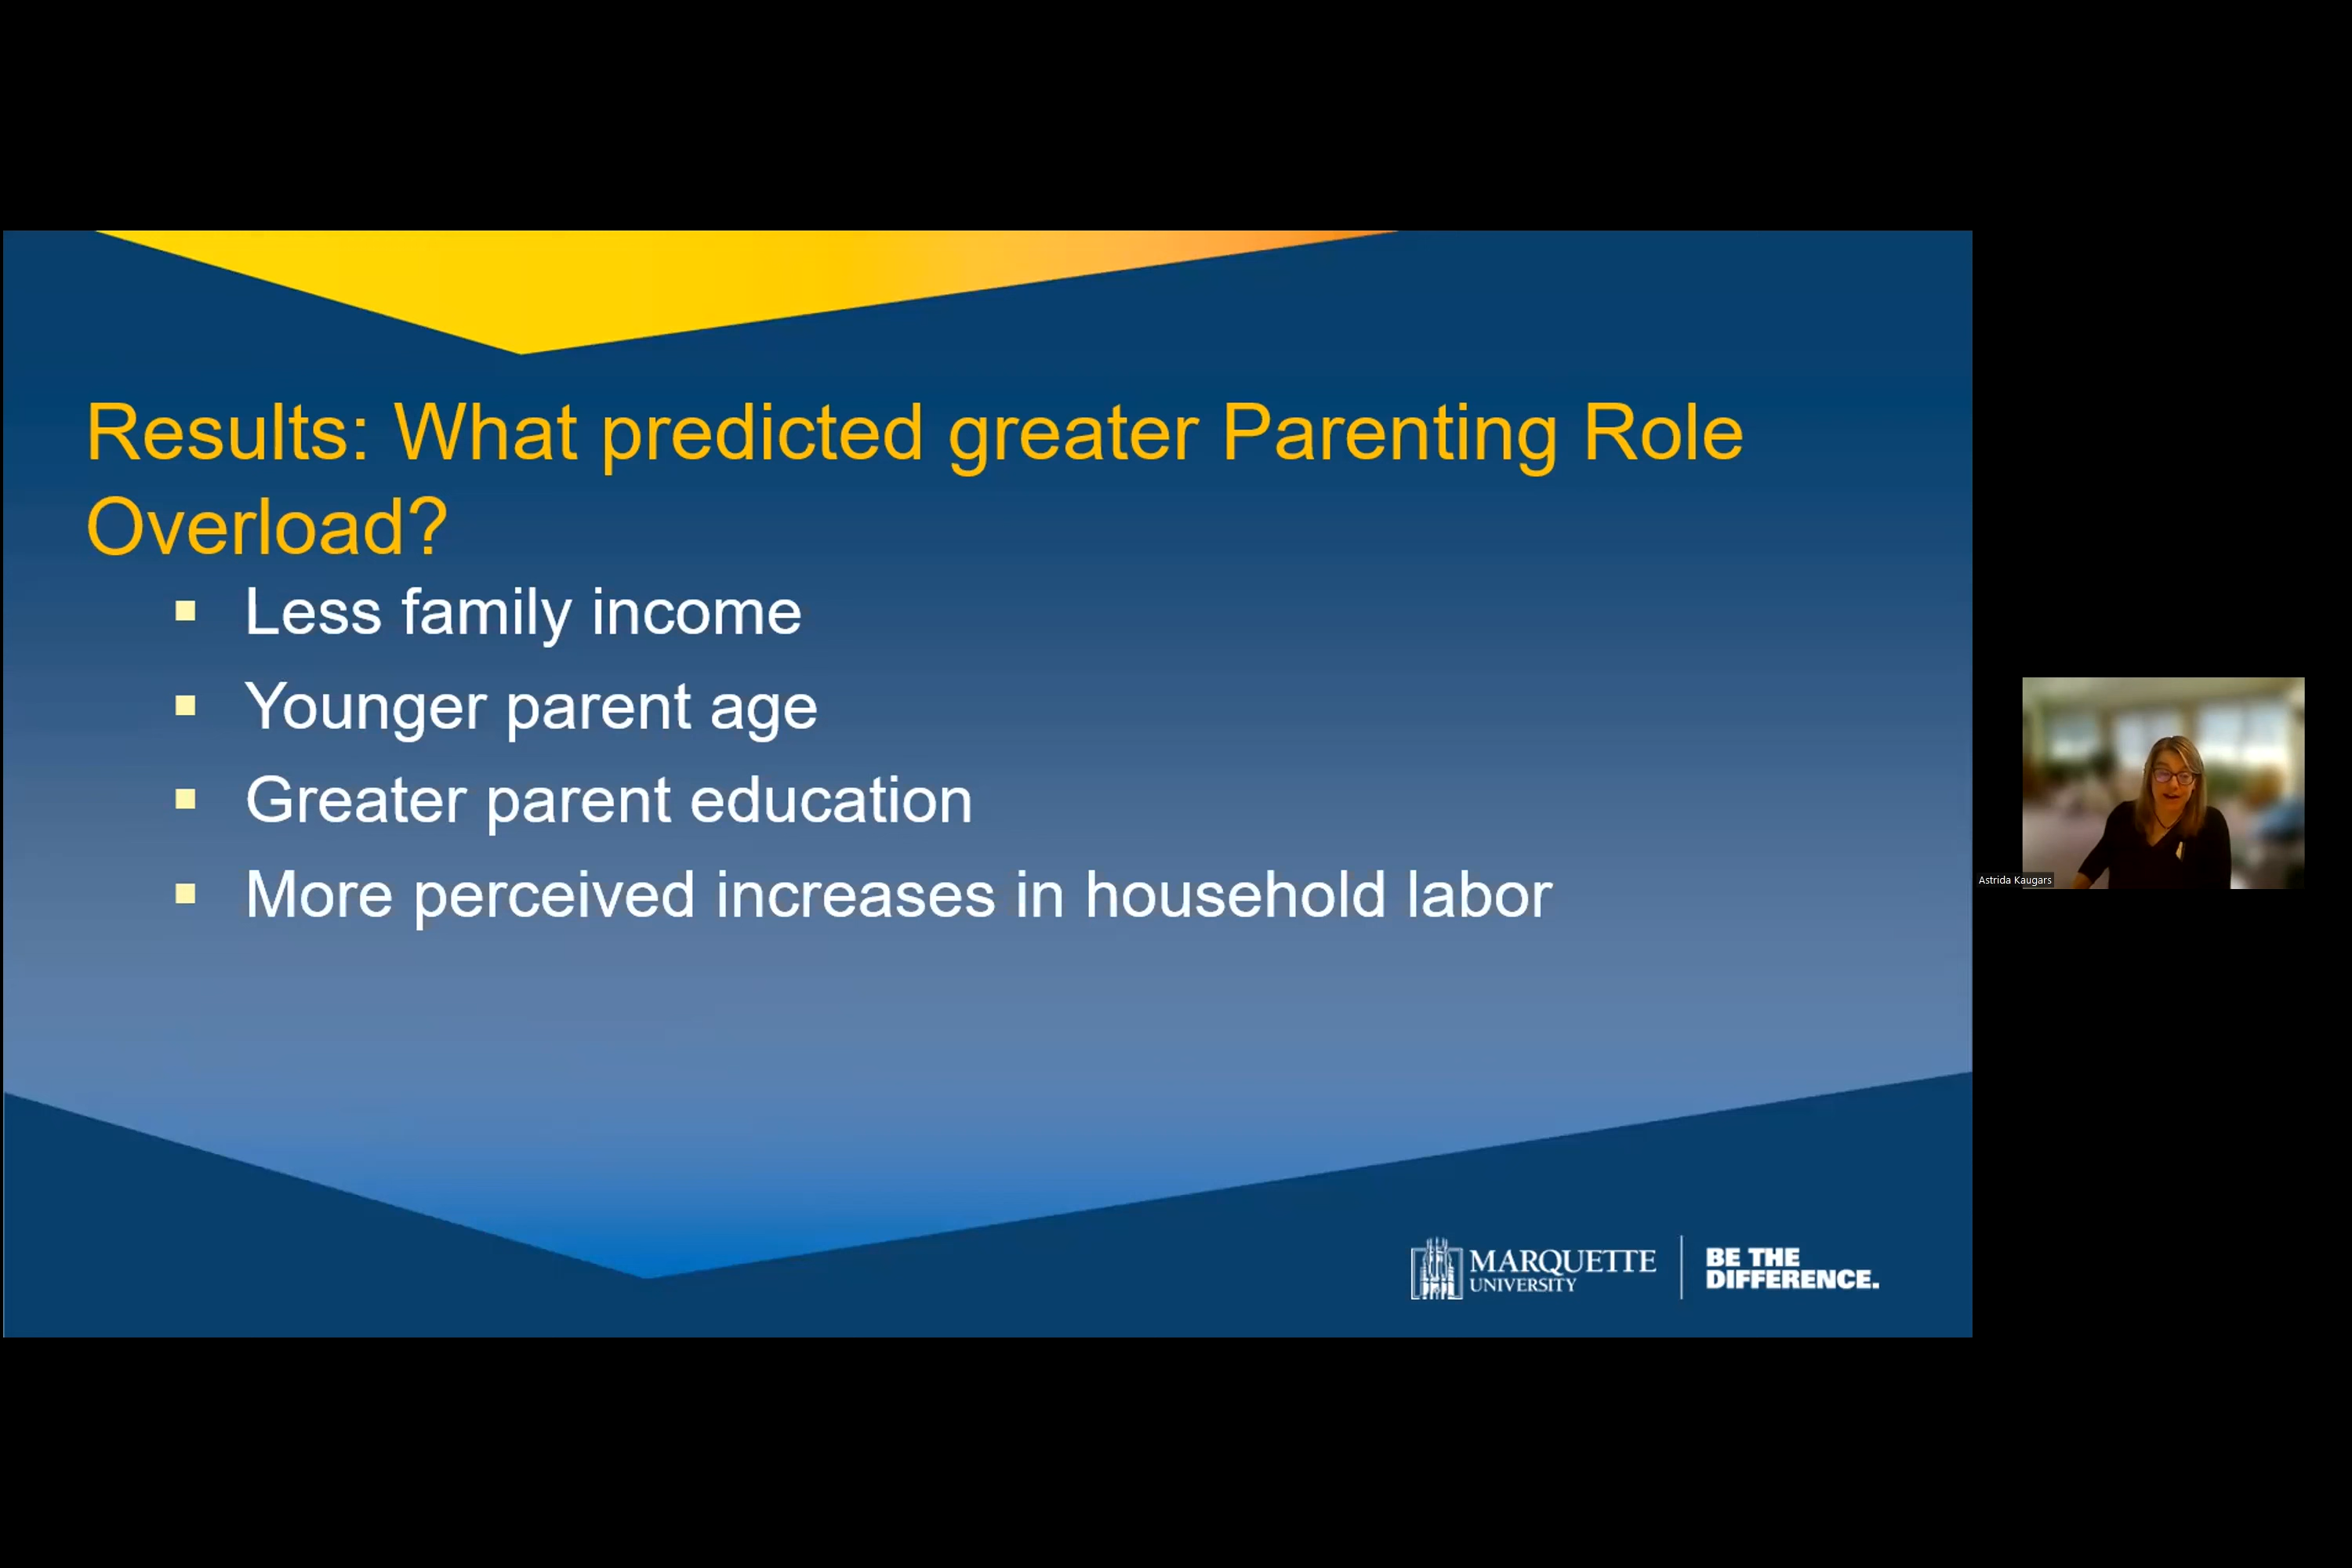 Results: What predicted greater Parenting Role
Overload?
Less family income
Younger parent age
Greater parent education
More perceived increases in household labor
Astrida Kaugars
MARQUETTE
UNIVERSITY
BE THE
DIFFERENCE.